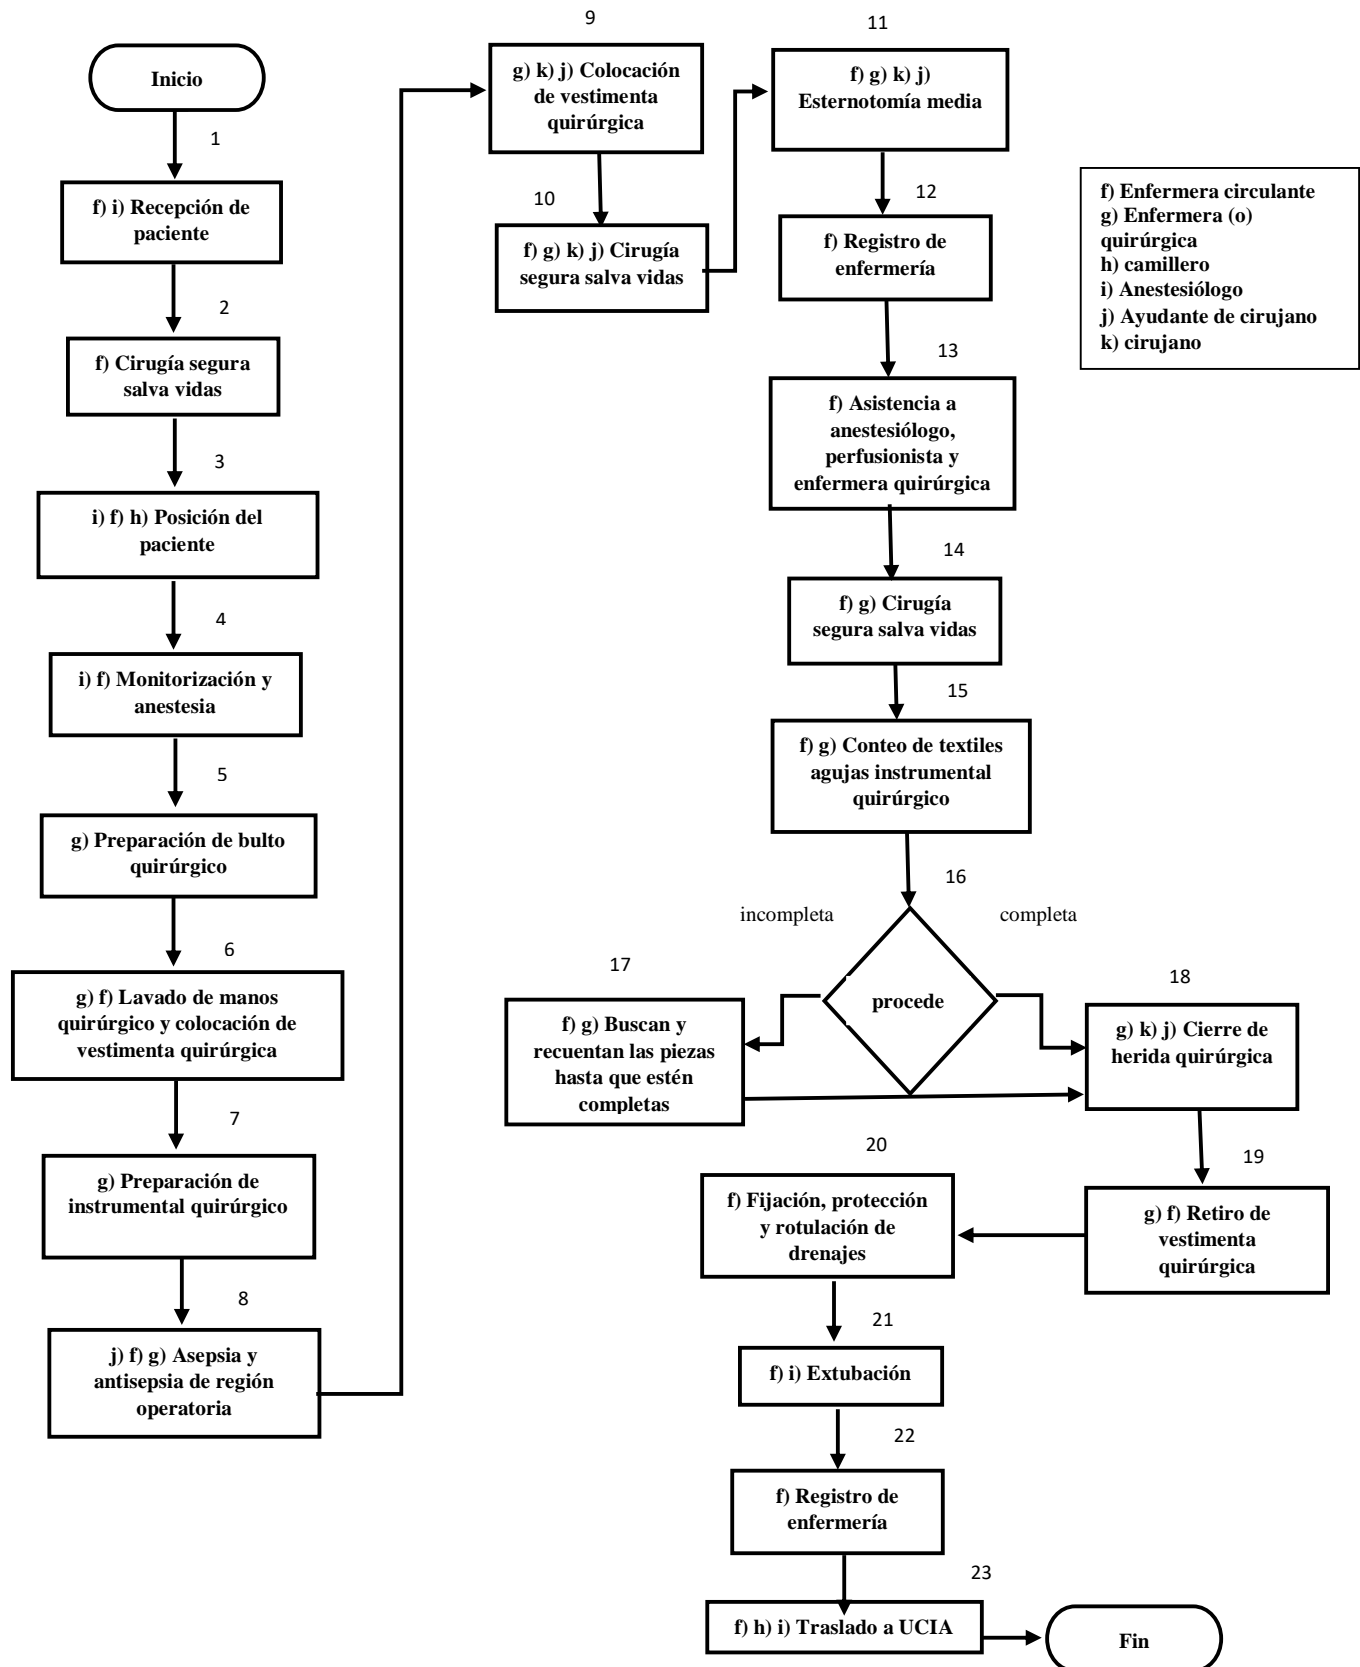 Inicio
1
f) i) Recepción de
paciente
2
f) Cirugía segura
salva vidas
3
i) f) h) Posición del
paciente
4
i) f) Monitorización y
anestesia
5
g) Preparación de bulto
quirúrgico
6
g) f) Lavado de manos
quirúrgico y colocación de
vestimenta quirúrgica
7
g) Preparación de
instrumental quirúrgico
8
j) f) g) Asepsia y
antisepsia de región
operatoria
9
g) k) j) Colocación
de vestimenta
quirúrgica
10
f) g) k) j) Cirugía
segura salva vidas
11
f) g) k) j)
Esternotomía media
12
f) Registro de
enfermería
13
f) Asistencia a
anestesiólogo,
perfusionista y
enfermera quirúrgica
14
f) g) Cirugía
segura salva vidas
15
f) g) Conteo de textiles
agujas instrumental
quirúrgico
16
incompleta
completa
procede
17
f) g) Buscan y
recuentan las piezas
hasta que estén
completas
18
g) k) j) Cierre de
herida quirúrgica
19
g) f) Retiro de
vestimenta
quirúrgica
20
f) Fijación, protección
y rotulación de
drenajes
21
f) i) Extubación
22
f) Registro de
enfermería
23
f) h) i) Traslado a UCIA
Fin
f) Enfermera circulante
g) Enfermera (o)
quirúrgica
h) camillero
i) Anestesiólogo
j) Ayudante de cirujano
k) cirujano